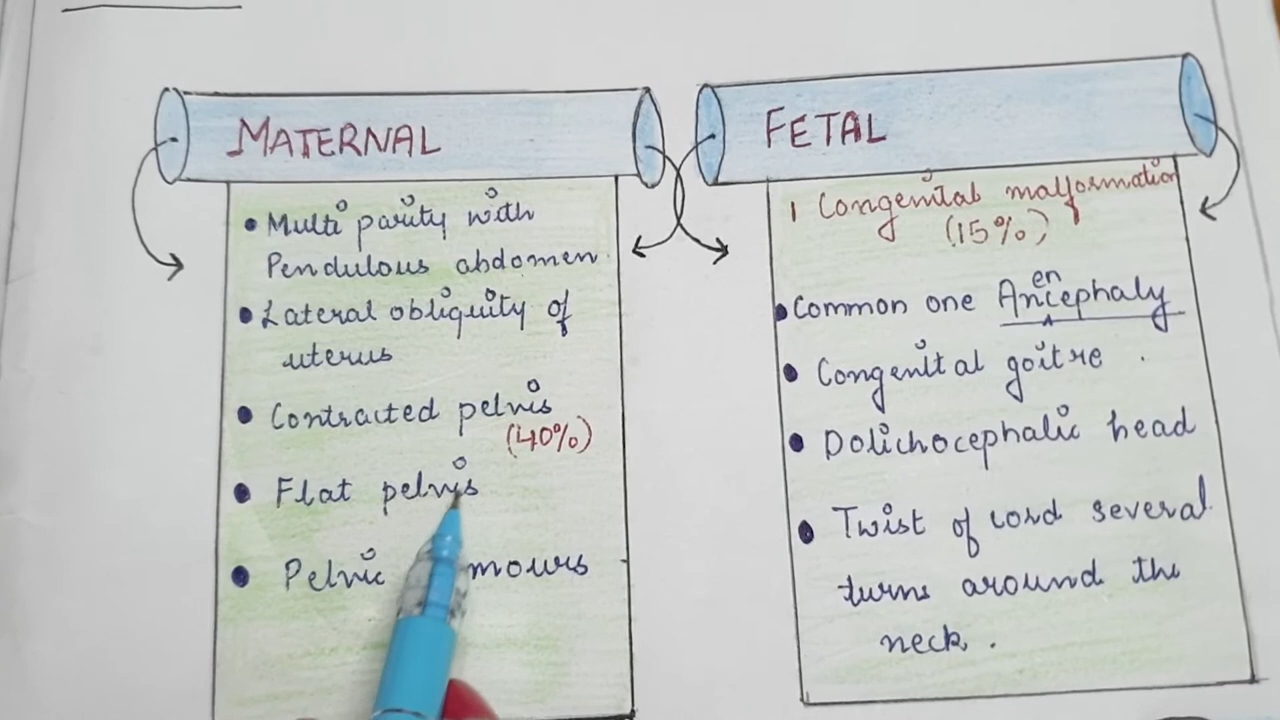 MATERNAL
• Multiparity with
Pendulous abdomen
• Lateral obliquity of
uterus
• Contracted pelvis
(40%)
• Flat pelvis
• Pelvic mours
FETAL
1 Congenital malformation
(15%)
• Common one Anencephaly
• Congenital goitre .
• Dolichocephalic head
• Twist of cord several
turns around the
neck .